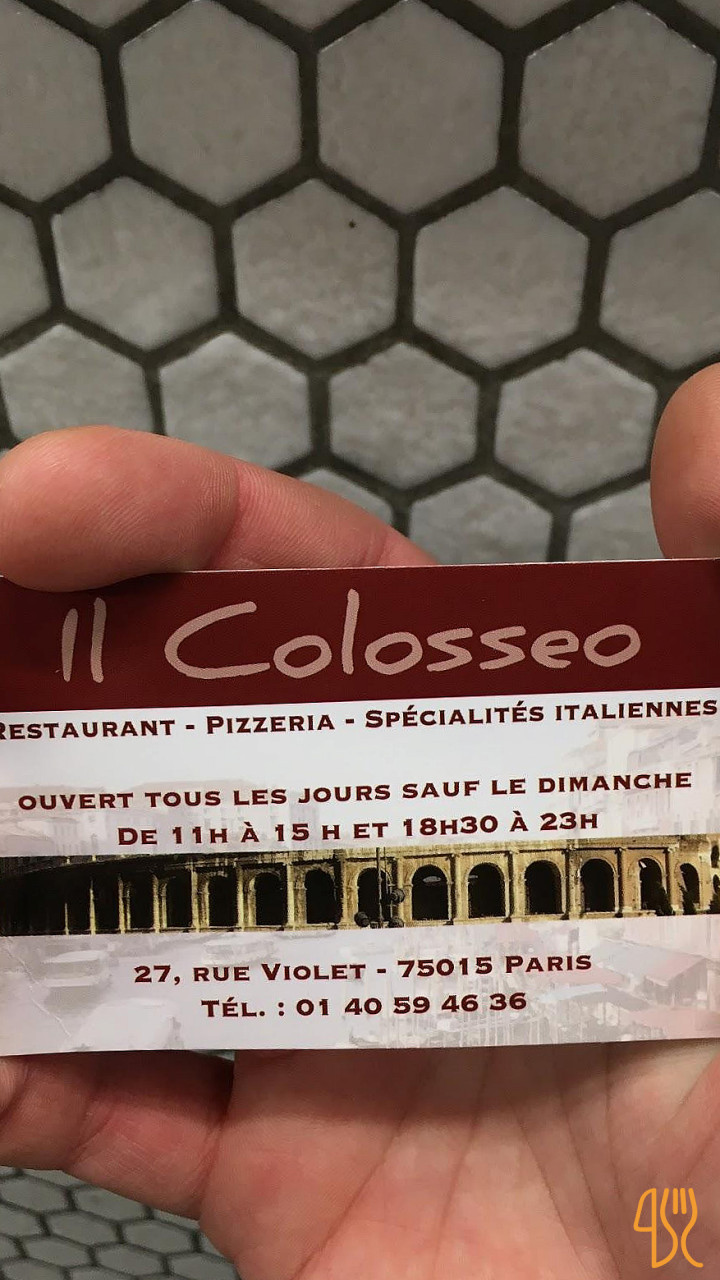 Il Colosseo
RESTAURANT - PIZZERIA - SPÉCIALITÉS ITALIENNES
OUVERT TOUS LES JOURS SAUF LE DIMANCHE
DE 11H À 15 H ET 18H30 À 23H
27, RUE VIOLET - 75015 PARIS
TÉL. : 01 40 59 46 36